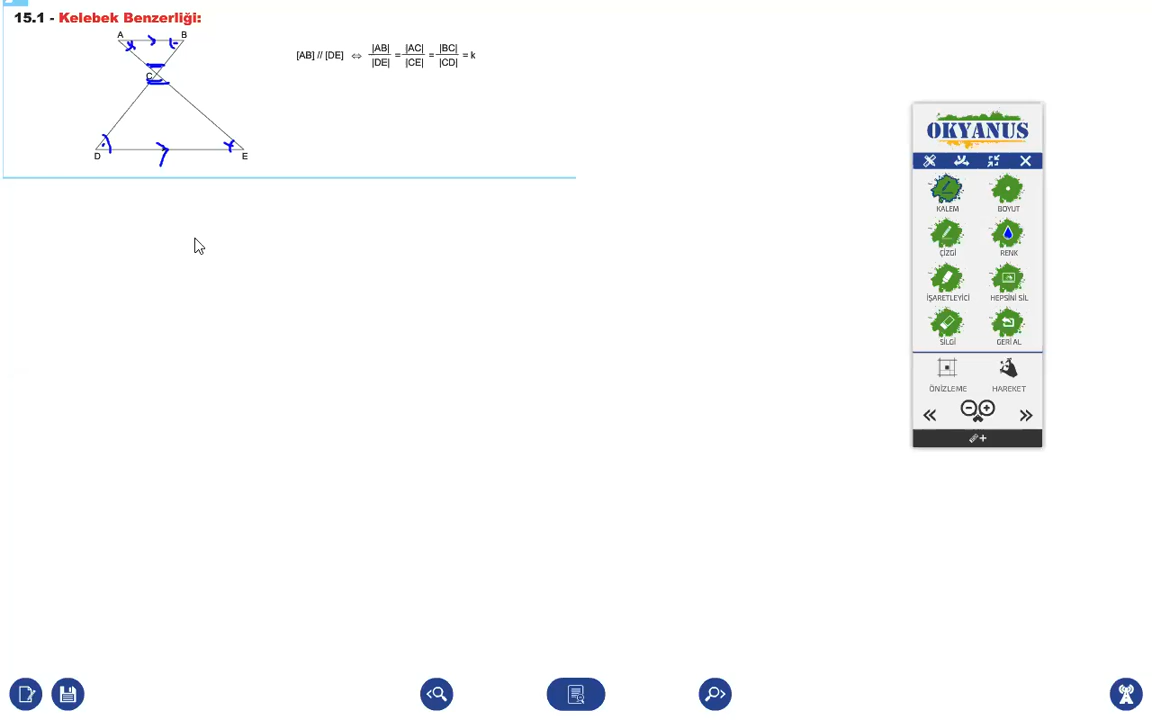 15.1 - Kelebek Benzerliği:
A B
C
D E
[AB] // [DE] ⇔ |AB| / |DE| = |AC| / |CE| = |BC| / |CD| = k
OKYANUS
KALEM BOYUT
ÇİZGİ RENK
İŞARETLEYİCİ HEPSİNİ SİL
SİLGİ GERİ AL
ÖNİZLEME HAREKET